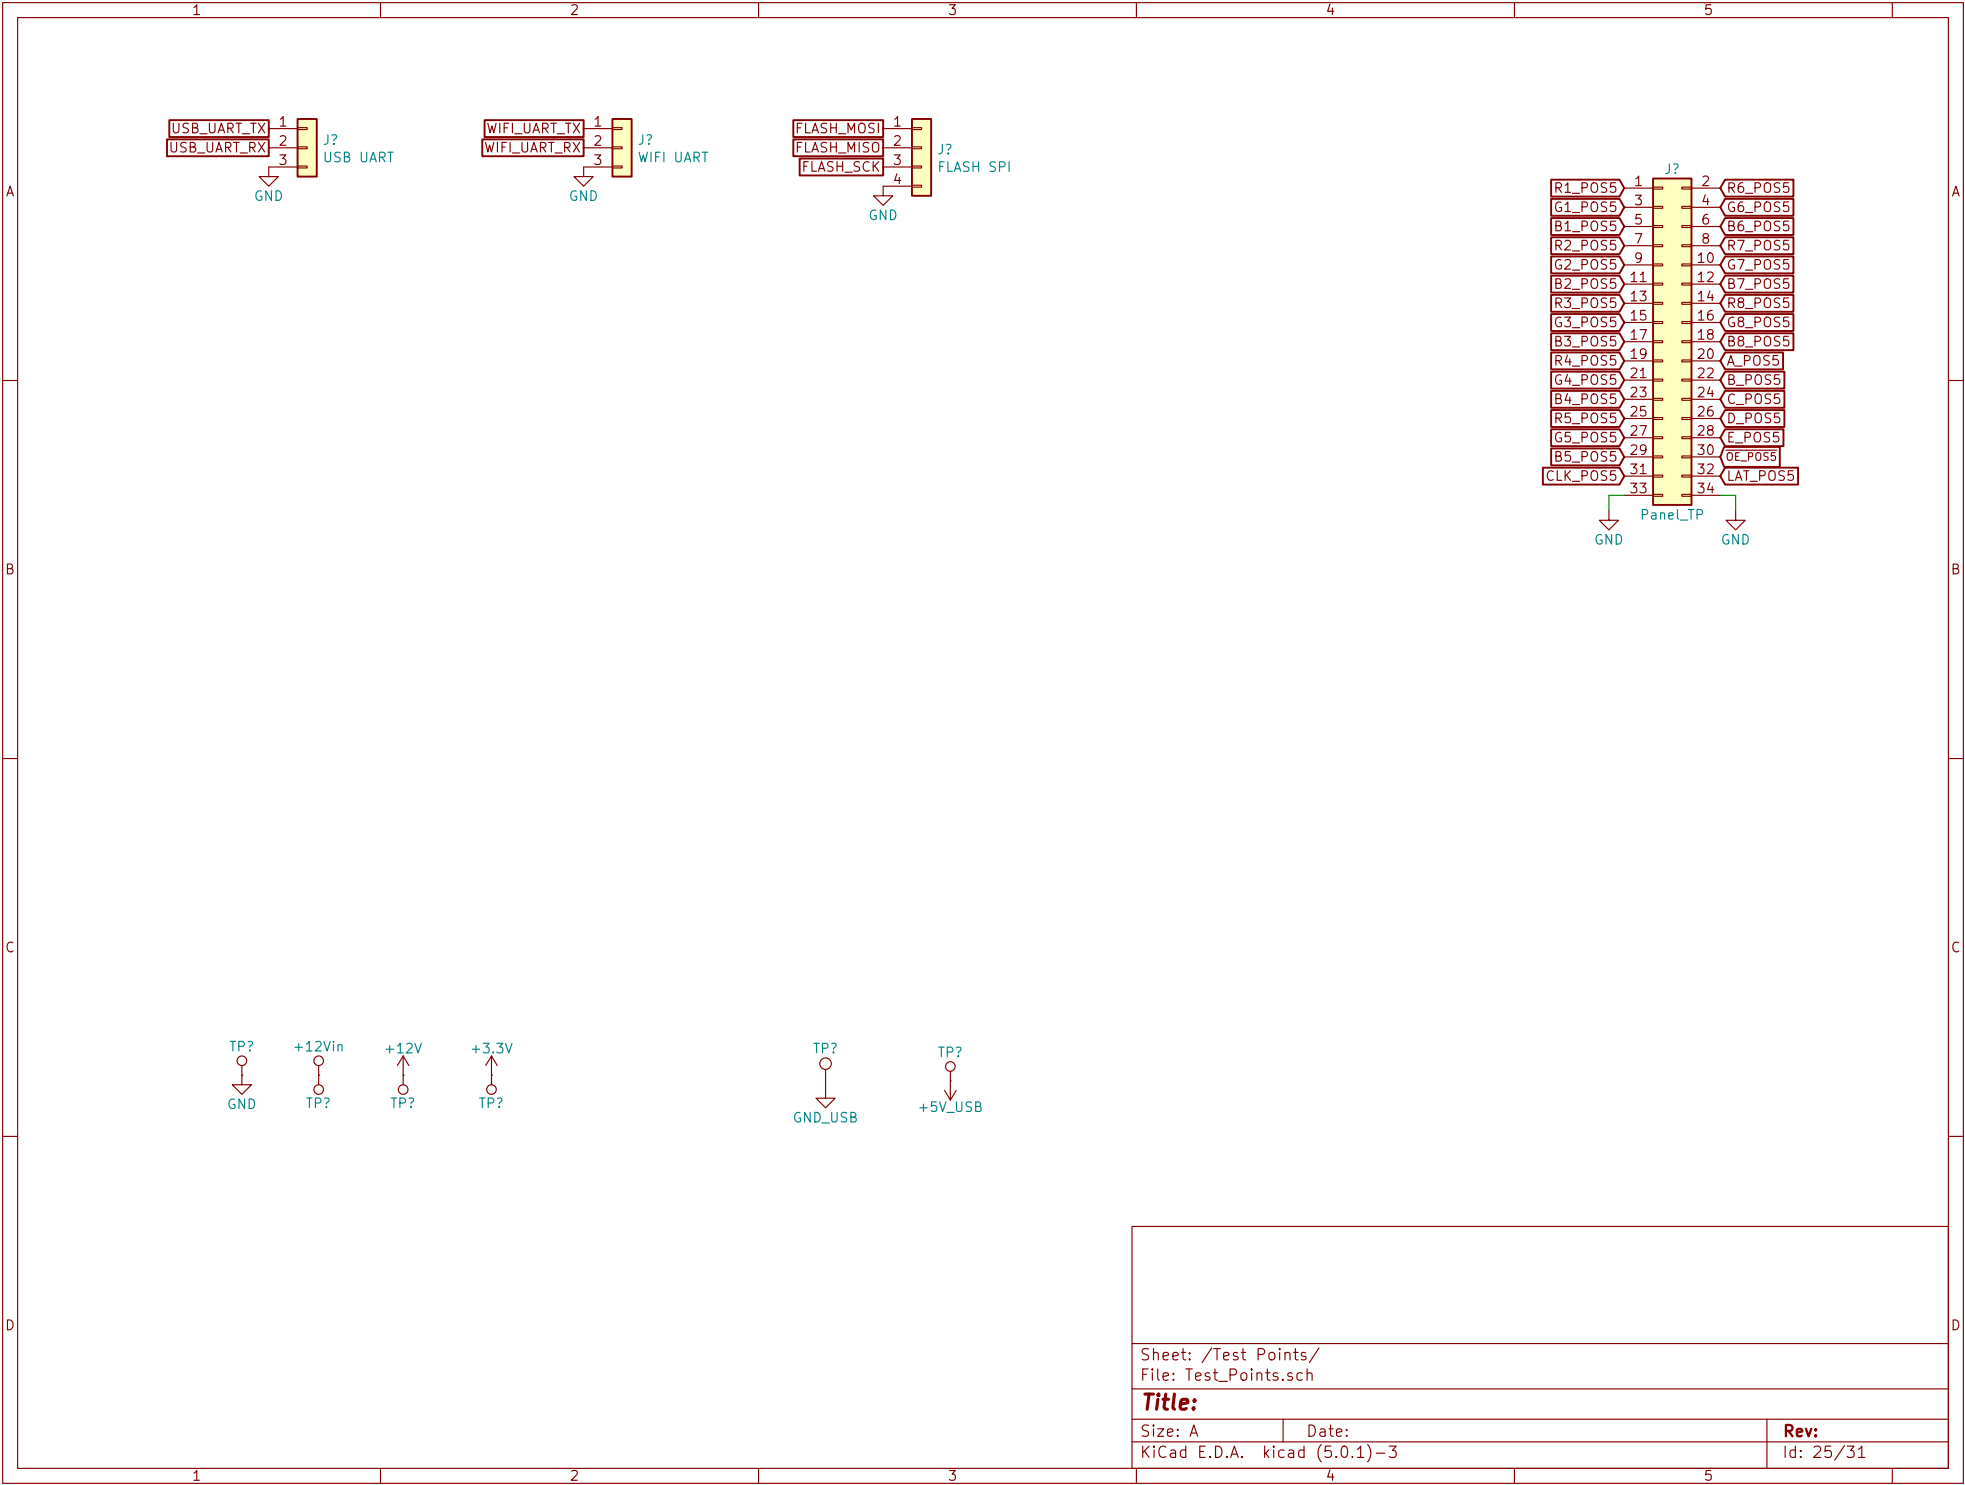 1 2 3 4 5
USB_UART_TX 1
USB_UART_RX 2
3
J?
USB UART
GND
WIFI_UART_TX 1
WIFI_UART_RX 2
3
J?
WIFI UART
GND
FLASH_MOSI 1
FLASH_MISO 2
FLASH_SCK 3
4
J?
FLASH SPI
GND
A A
J?
R1_POS5 1 2 R6_POS5
G1_POS5 3 4 G6_POS5
B1_POS5 5 6 B6_POS5
R2_POS5 7 8 R7_POS5
G2_POS5 9 10 G7_POS5
B2_POS5 11 12 B7_POS5
R3_POS5 13 14 R8_POS5
G3_POS5 15 16 G8_POS5
B3_POS5 17 18 B8_POS5
R4_POS5 19 20 A_POS5
G4_POS5 21 22 B_POS5
B4_POS5 23 24 C_POS5
R5_POS5 25 26 D_POS5
G5_POS5 27 28 E_POS5
B5_POS5 29 30 OE_POS5
CLK_POS5 31 32 LAT_POS5
33 34
Panel_TP
GND GND
B B
C C
TP? +12Vin +12V +3.3V TP? TP?
GND TP? TP? TP? GND_USB +5V_USB
D D
Sheet: /Test Points/
File: Test_Points.sch
Title:
Size: A Date: Rev:
KiCad E.D.A. kicad (5.0.1)-3 Id: 25/31
1 2 3 4 5